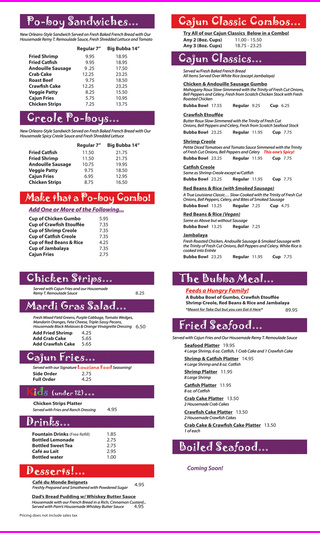 Po-boy Sandwiches...
New Orleans-Style Sandwich Served on Fresh Baked French Bread with Our
Homemade Remy T. Remoulade Sauce, Fresh Shredded Lettuce and Tomato
Regular 7" Big Bubba 14"
Fried Shrimp 9.95 18.95
Fried Catfish 9.95 18.95
Andouille Sausage 9.25 17.50
Crab Cake 12.25 23.25
Roast Beef 9.75 18.50
Crawfish Cake 12.25 23.25
Veggie Patty 8.25 15.50
Cajun Fries 5.75 10.95
Chicken Strips 7.25 13.75
Creole Po-boys...
New Orleans-Style Sandwich Served on Fresh Baked French Bread with Our
Homemade Spicy Creole Sauce and Fresh Shredded Lettuce
Regular 7" Big Bubba 14"
Fried Catfish 11.50 21.75
Fried Shrimp 11.50 21.75
Andouille Sausage 10.75 19.95
Veggie Patty 9.75 18.50
Cajun Fries 6.95 12.95
Chicken Strips 8.75 16.50
Make that a Po-boy Combo!
Add One or More of the Following...
Cup of Chicken Gumbo 5.95
Cup of Crawfish Etouffée 7.35
Cup of Shrimp Creole 7.35
Cup of Catfish Creole 7.35
Cup of Red Beans & Rice 4.25
Cup of Jambalaya 7.35
Cajun Fries 2.75
Chicken Strips...
Served with Cajun Fries and our Homemade
Remy T. Remoulade Sauce 8.25
Mardi Gras Salad...
Fresh Mixed Field Greens, Purple Cabbage, Tomato Wedges,
Mandarin Oranges, Feta Cheese, Texas Sassy Pecans,
Housemade Black Molasses & Orange Vinaigrette Dressing 6.50
Add Fried Shrimp 4.25
Add Crab Cake 5.65
Add Crawfish Cake 5.65
Cajun Fries...
Served with our Signature Louisiana Food Seasoning!
Side Order 2.75
Full Order 4.25
Kids (under 12)...
Chicken Strips Platter
Served with Fries and Ranch Dressing 4.95
Drinks...
Fountain Drinks (Free Refills) 1.85
Bottled Lemonade 2.75
Bottled Sweet Tea 2.75
Café au Lait 2.95
Bottled water 1.00
Desserts!...
Café du Monde Beignets
Freshly Prepared and Smothered with Powdered Sugar 4.95
Dad's Bread Pudding w/ Whiskey Butter Sauce
Housemade with our French Bread in a Rich, Cinnamon Custard...
Served with Pam's Housemade Whiskey Butter Sauce 4.95
Pricing does not include sales tax
Cajun Classic Combos...
Try All of our Cajun Classics Below in a Combo!
Any 2 (8oz. Cups) 11.00 - 15.50
Any 3 (8oz. Cups) 18.75 - 23.25
Cajun Classics...
Served w/Fresh Baked French Bread
All Items Served Over White Rice (except Jambalaya)
Chicken & Andouille Sausage Gumbo
Mahogany Roux Slow-Simmered with the Trinity of Fresh Cut Onions,
Bell Peppers and Celery, Fresh from Scratch Chicken Stock with Fresh
Roasted Chicken
Bubba Bowl 17.55 Regular 9.25 Cup 6.25
Crawfish Etouffée
Butter Roux Slow-Simmered with the Trinity of Fresh Cut
Onions, Bell Peppers and Celery, Fresh from Scratch Seafood Stock
Bubba Bowl 23.25 Regular 11.95 Cup 7.75
Shrimp Creole
Petite Diced Tomatoes and Tomato Sauce Simmered with the Trinity
of Fresh Cut Onions, Bell Peppers and Celery This one's Spicy!
Bubba Bowl 23.25 Regular 11.95 Cup 7.75
Catfish Creole
Same as Shrimp Creole except w/Catfish
Bubba Bowl 23.25 Regular 11.95 Cup 7.75
Red Beans & Rice (with Smoked Sausage)
A True Louisiana Classic... Slow-Cooked with the Trinity of Fresh Cut
Onions, Bell Peppers, Celery, and Bites of Smoked Sausage
Bubba Bowl 13.25 Regular 7.25 Cup 4.75
Red Beans & Rice (Vegan)
Same as Above but without Sausage
Bubba Bowl 13.25 Regular 7.25 Cup 4.75
Jambalaya
Fresh Roasted Chicken, Andouille Sausage & Smoked Sausage with
the Trinity of Fresh Cut Onions, Bell Peppers and Celery. White Rice is
cooked into Entrée
Bubba Bowl 23.25 Regular 11.95 Cup 7.75
The Bubba Meal...
Feeds a Hungry Family!
A Bubba Bowl of Gumbo, Crawfish Etouffée
Shrimp Creole, Red Beans & Rice and Jambalaya
*Means for Take Out but you can Eat it Here* 89.95
Fried Seafood...
Served with Cajun Fries and Our Housemade Remy T. Remoulade Sauce
Seafood Platter 19.95
4 Large Shrimp, 6 oz. Catfish, 1 Crab Cake and 1 Crawfish Cake
Shrimp & Catfish Platter 14.95
4 Large Shrimp and 6 oz. Catfish
Shrimp Platter 11.95
8 Large Shrimp
Catfish Platter 11.95
8 oz. of Catfish
Crab Cake Platter 13.50
2 Housemade Crab Cakes
Crawfish Cake Platter 13.50
2 Housemade Crawfish Cakes
Crab Cake & Crawfish Cake Platter 13.50
1 of each
Boiled Seafood...
Coming Soon!